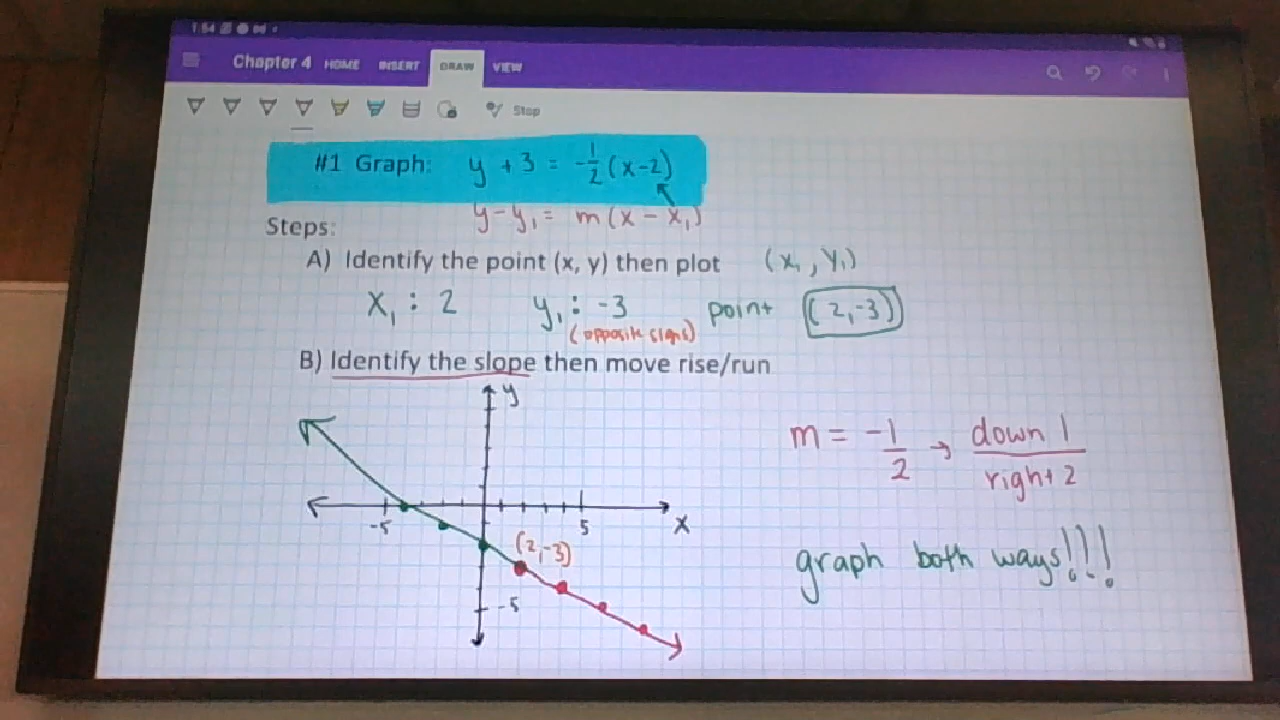 1:54
Chapter 4 HOME INSERT DRAW VIEW
Stop
#1 Graph: y + 3 = -1/2 (x-2)
y-y₁ = m(x - x₁)
Steps:
A) Identify the point (x, y) then plot (x₁, y₁)
x₁ : 2 y₁ : -3 point (2,-3)
(opposite signs)
B) Identify the slope then move rise/run
y
m = -1/2 → down 1/right 2
-5 5 x
(2,-3)
graph both ways!!!
-5